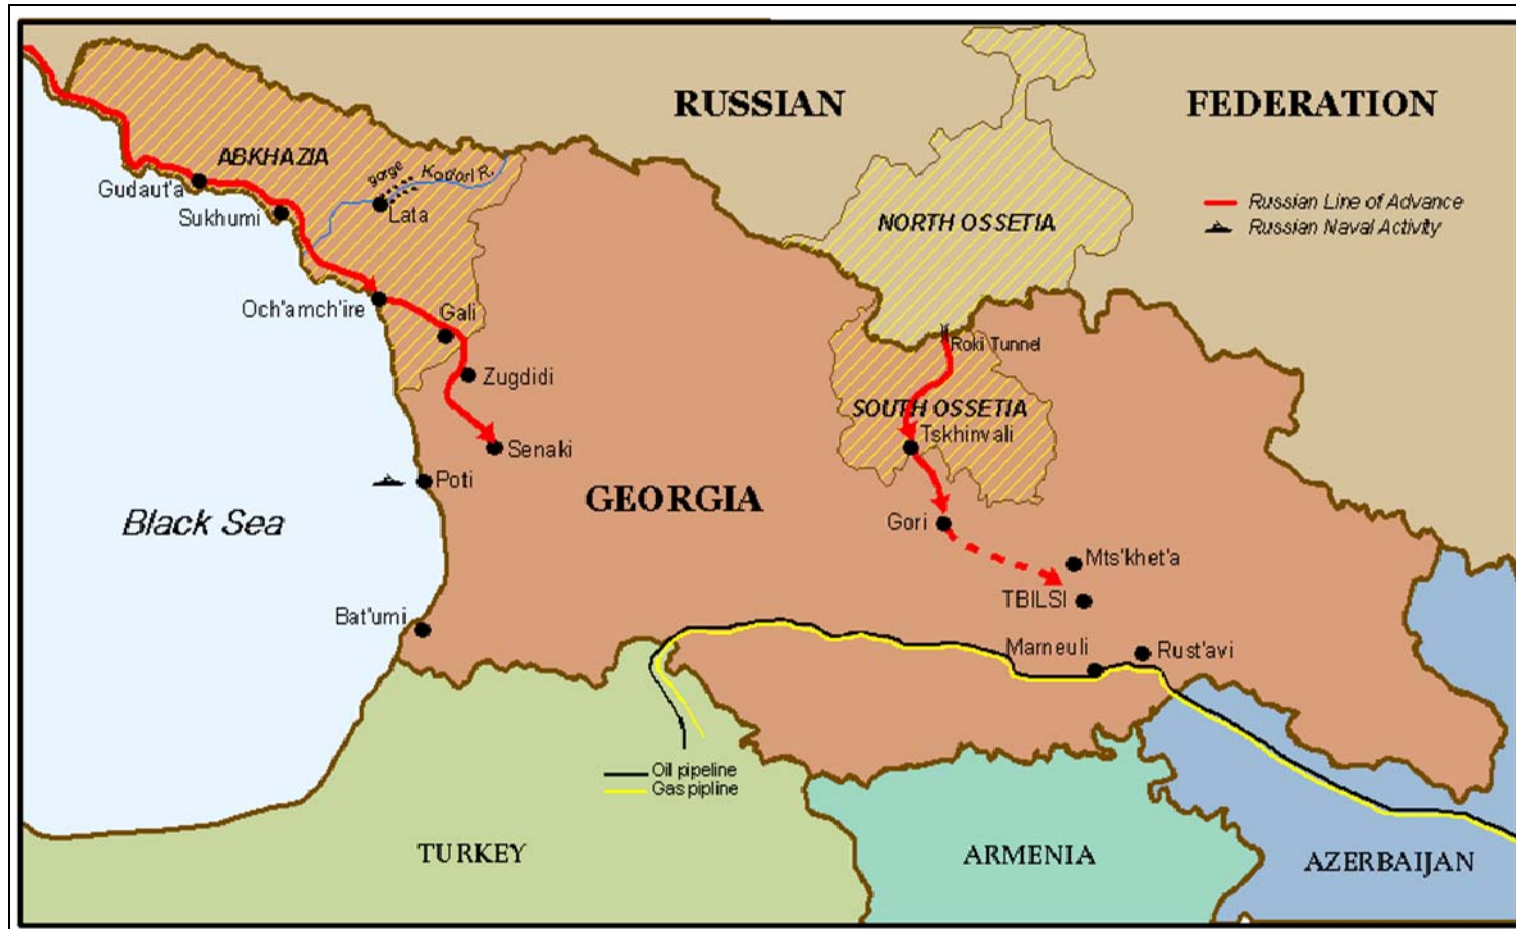 RUSSIAN FEDERATION
ABKHAZIA
gorge
Kodori R.
Gudaut'a
Sukhumi
Lata
NORTH OSSETIA
Russian Line of Advance
Russian Naval Activity
Och'amch'ire
Gali
Roki Tunnel
Zugdidi
SOUTH OSSETIA
Tskhinvali
Senaki
Poti
GEORGIA
Black Sea
Gori
Mts'khet'a
TBILSI
Bat'umi
Marneuli
Rust'avi
Oil pipeline
Gas pipline
TURKEY
ARMENIA
AZERBAIJAN